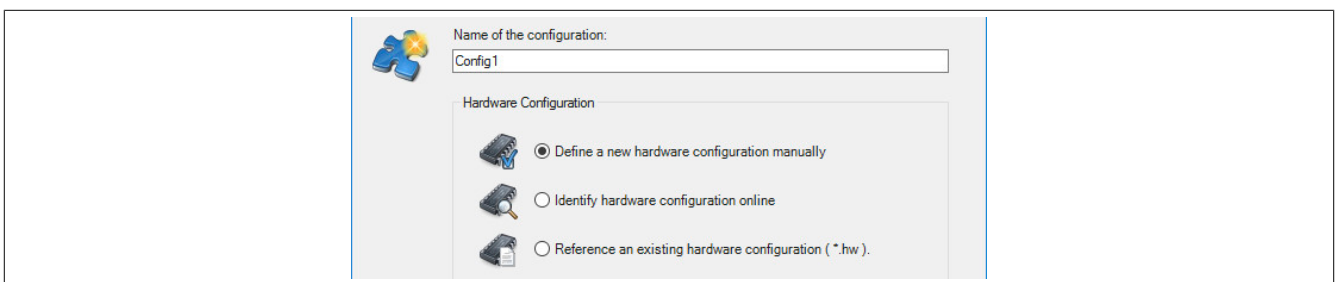 Name of the configuration:
Config1
Hardware Configuration
Define a new hardware configuration manually
Identify hardware configuration online
Reference an existing hardware configuration ( *.hw ).